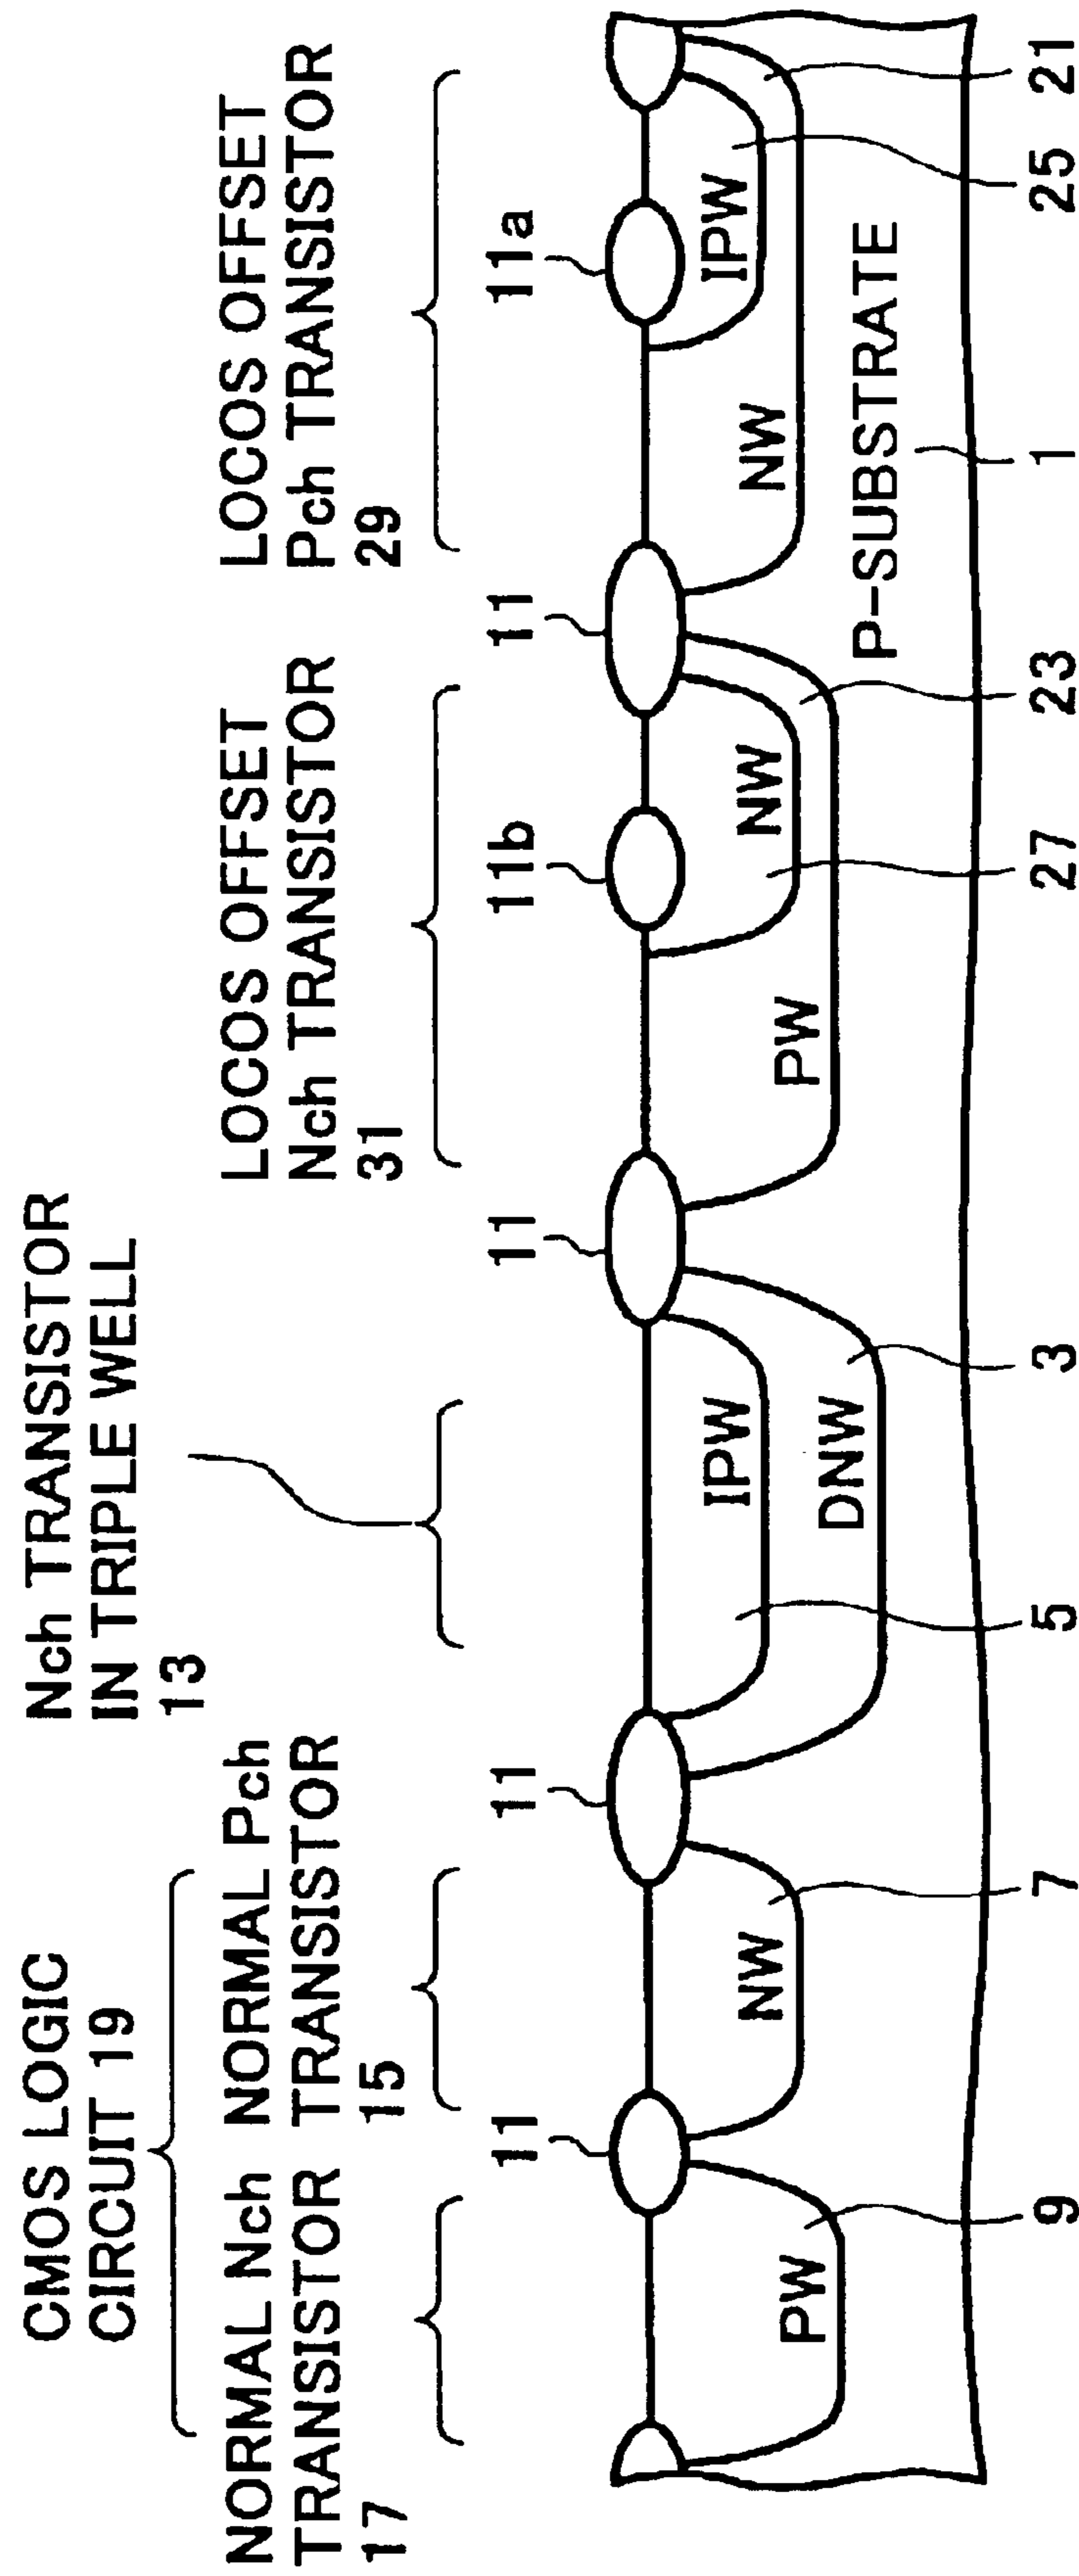 CMOS LOGIC
CIRCUIT 19
Nch TRANSISTOR
IN TRIPLE WELL
13
NORMAL Nch
TRANSISTOR
17
NORMAL Pch
TRANSISTOR
15
LOCOS OFFSET
Nch TRANSISTOR
31
LOCOS OFFSET
Pch TRANSISTOR
29
11
11
11
11b
11
11a
PW
NW
IPW
DNW
PW
NW
NW
IPW
P-SUBSTRATE
9
7
5
3
27
23
1
25
21